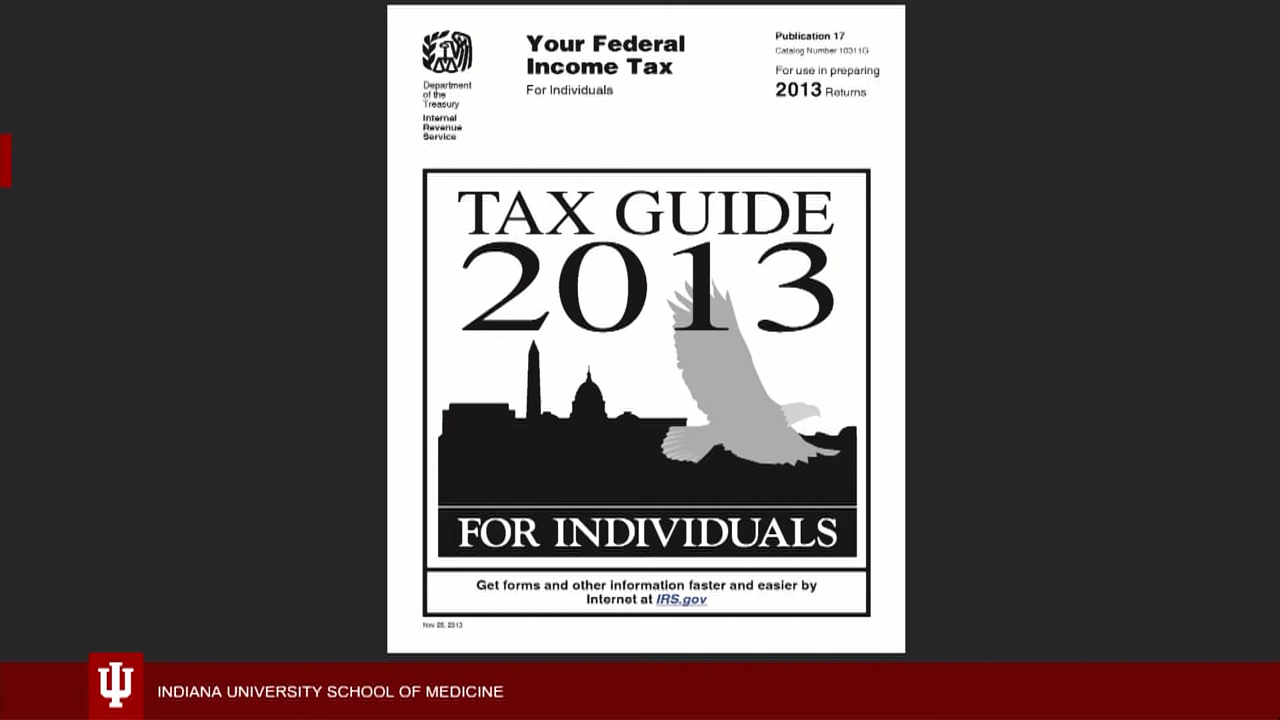 Department
of the
Treasury
Internal
Revenue
Service
Your Federal
Income Tax
For Individuals
Publication 17
Catalog Number 10311G
For use in preparing
2013 Returns
TAX GUIDE
2013
FOR INDIVIDUALS
Get forms and other information faster and easier by
Internet at IRS.gov
Nov 25, 2013
INDIANA UNIVERSITY SCHOOL OF MEDICINE